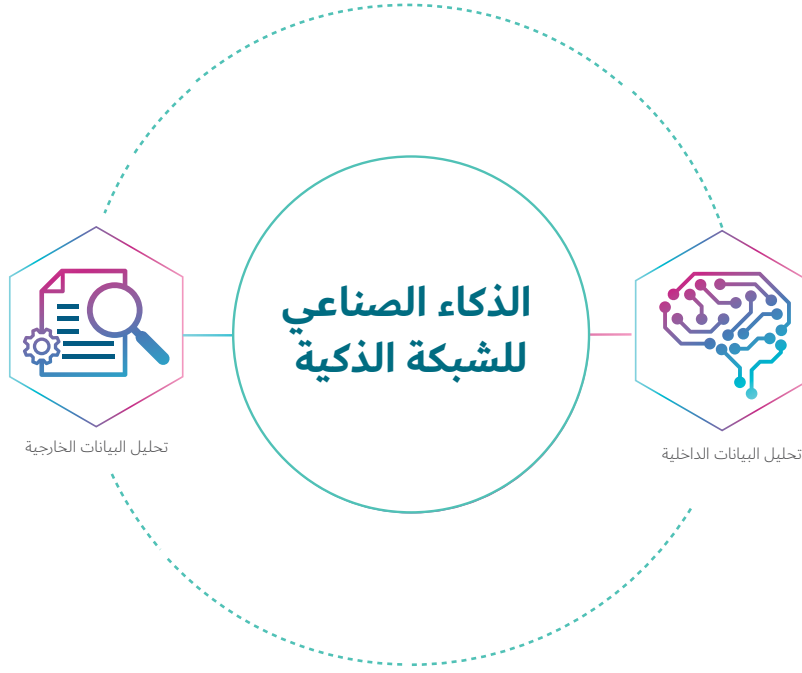 الذكاء الصناعي
للشبكة الذكية
تحليل البيانات الداخلية
تحليل البيانات الخارجية